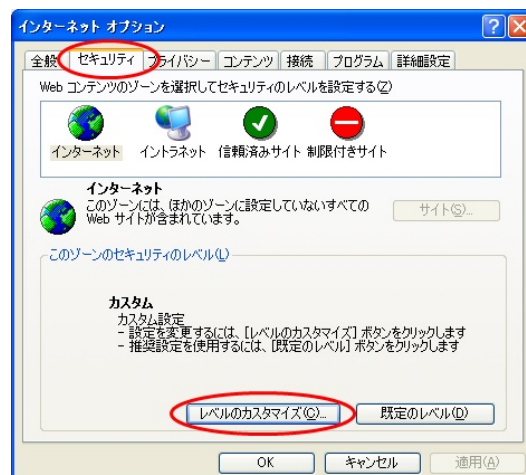 インターネット オプション
全般 セキュリティ プライバシー コンテンツ 接続 プログラム 詳細設定
Web コンテンツのゾーンを選択してセキュリティのレベルを設定する(Z)
インターネット イントラネット 信頼済みサイト 制限付きサイト
インターネット
このゾーンには、ほかのゾーンに設定していないすべての
Web サイトが含まれています。
サイト(S)...
このゾーンのセキュリティのレベル(L)
カスタム
カスタム設定
- 設定を変更するには、[レベルのカスタマイズ] ボタンをクリックします
- 推奨設定を使用するには、[既定のレベル] ボタンをクリックします
レベルのカスタマイズ(C)... 既定のレベル(D)
OK キャンセル 適用(A)